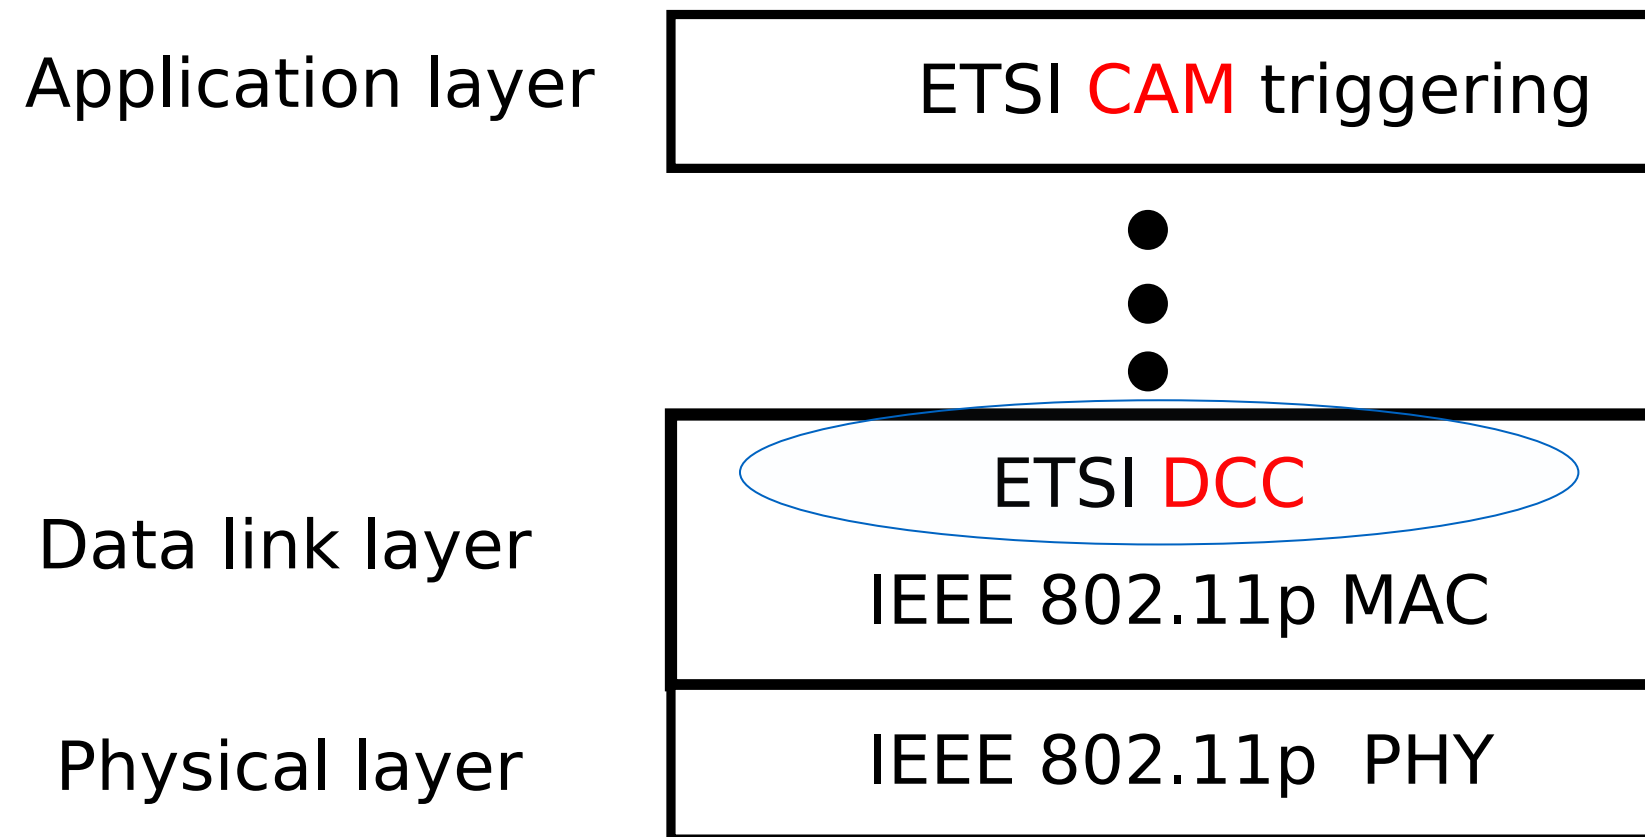 Application layer
ETSI CAM triggering
ETSI DCC
Data link layer
IEEE 802.11p MAC
Physical layer
IEEE 802.11p PHY